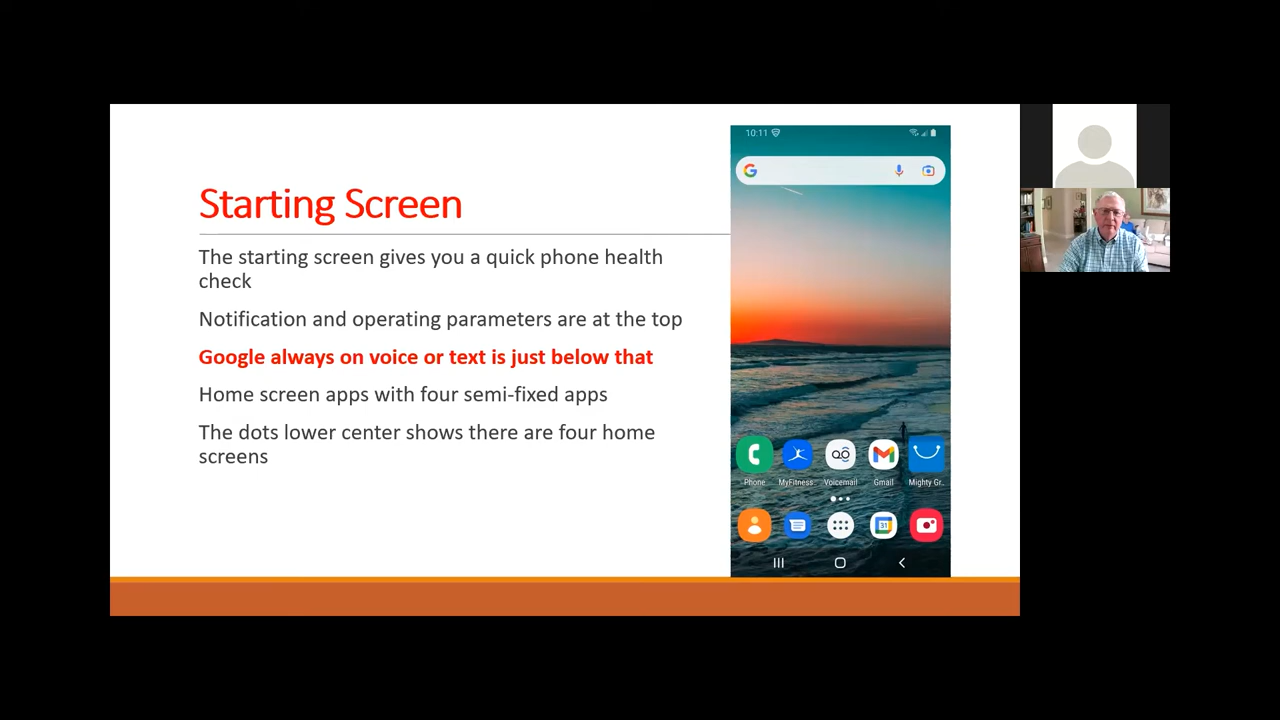 Starting Screen
The starting screen gives you a quick phone health
check
Notification and operating parameters are at the top
Google always on voice or text is just below that
Home screen apps with four semi-fixed apps
The dots lower center shows there are four home
screens
10:11
G
Phone
MyFitness.
Voicemail
Gmail
Mighty Gr..
31